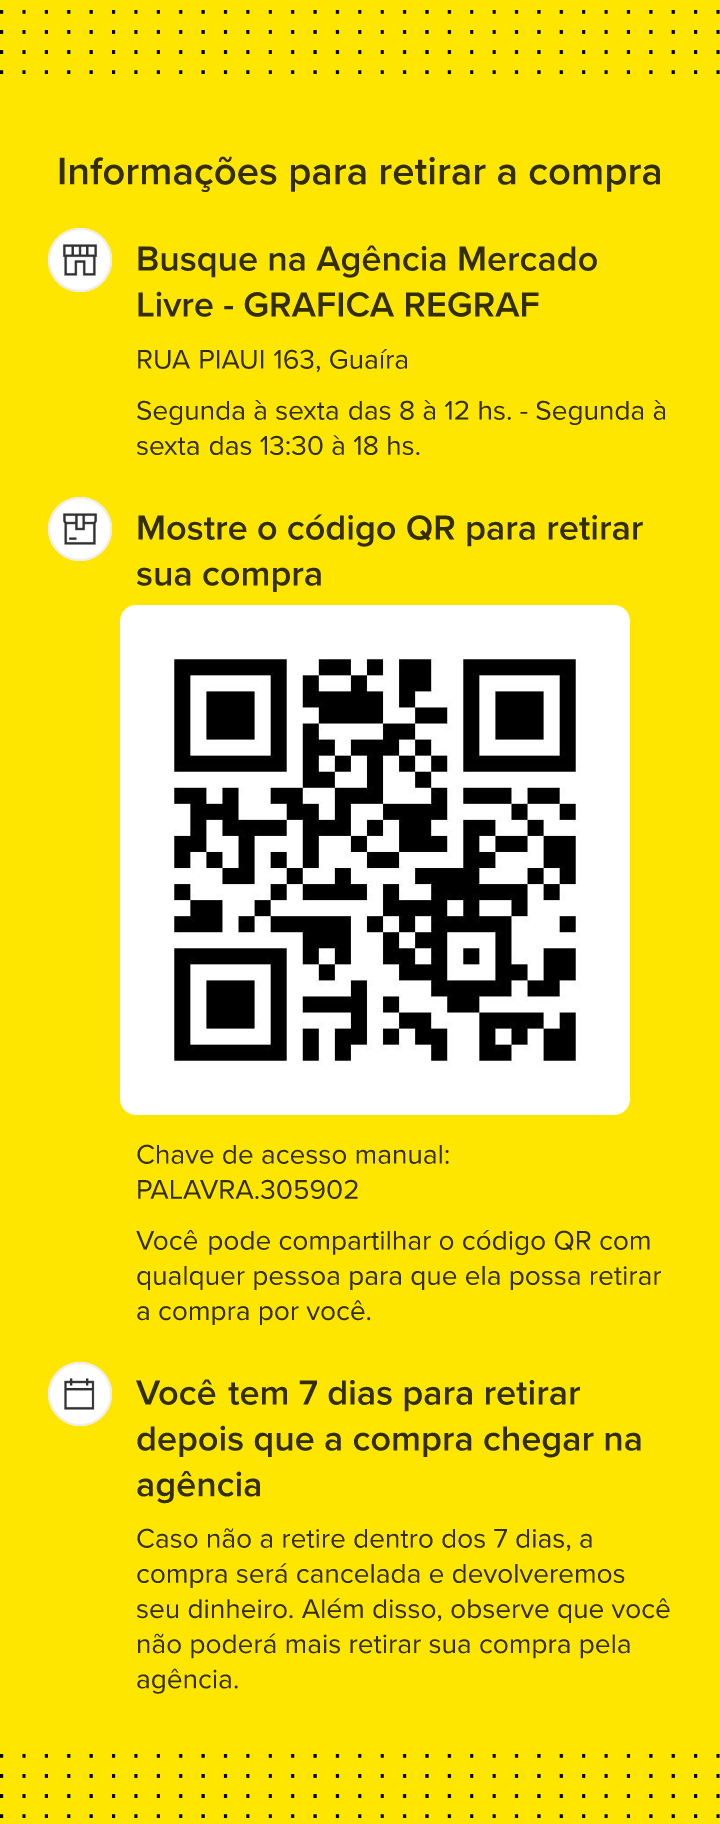 Informações para retirar a compra
Busque na Agência Mercado
Livre - GRAFICA REGRAF
RUA PIAUI 163, Guaíra
Segunda à sexta das 8 à 12 hs. - Segunda à
sexta das 13:30 à 18 hs.
Mostre o código QR para retirar
sua compra
Chave de acesso manual:
PALAVRA.305902
Você pode compartilhar o código QR com
qualquer pessoa para que ela possa retirar
a compra por você.
Você tem 7 dias para retirar
depois que a compra chegar na
agência
Caso não a retire dentro dos 7 dias, a
compra será cancelada e devolveremos
seu dinheiro. Além disso, observe que você
não poderá mais retirar sua compra pela
agência.